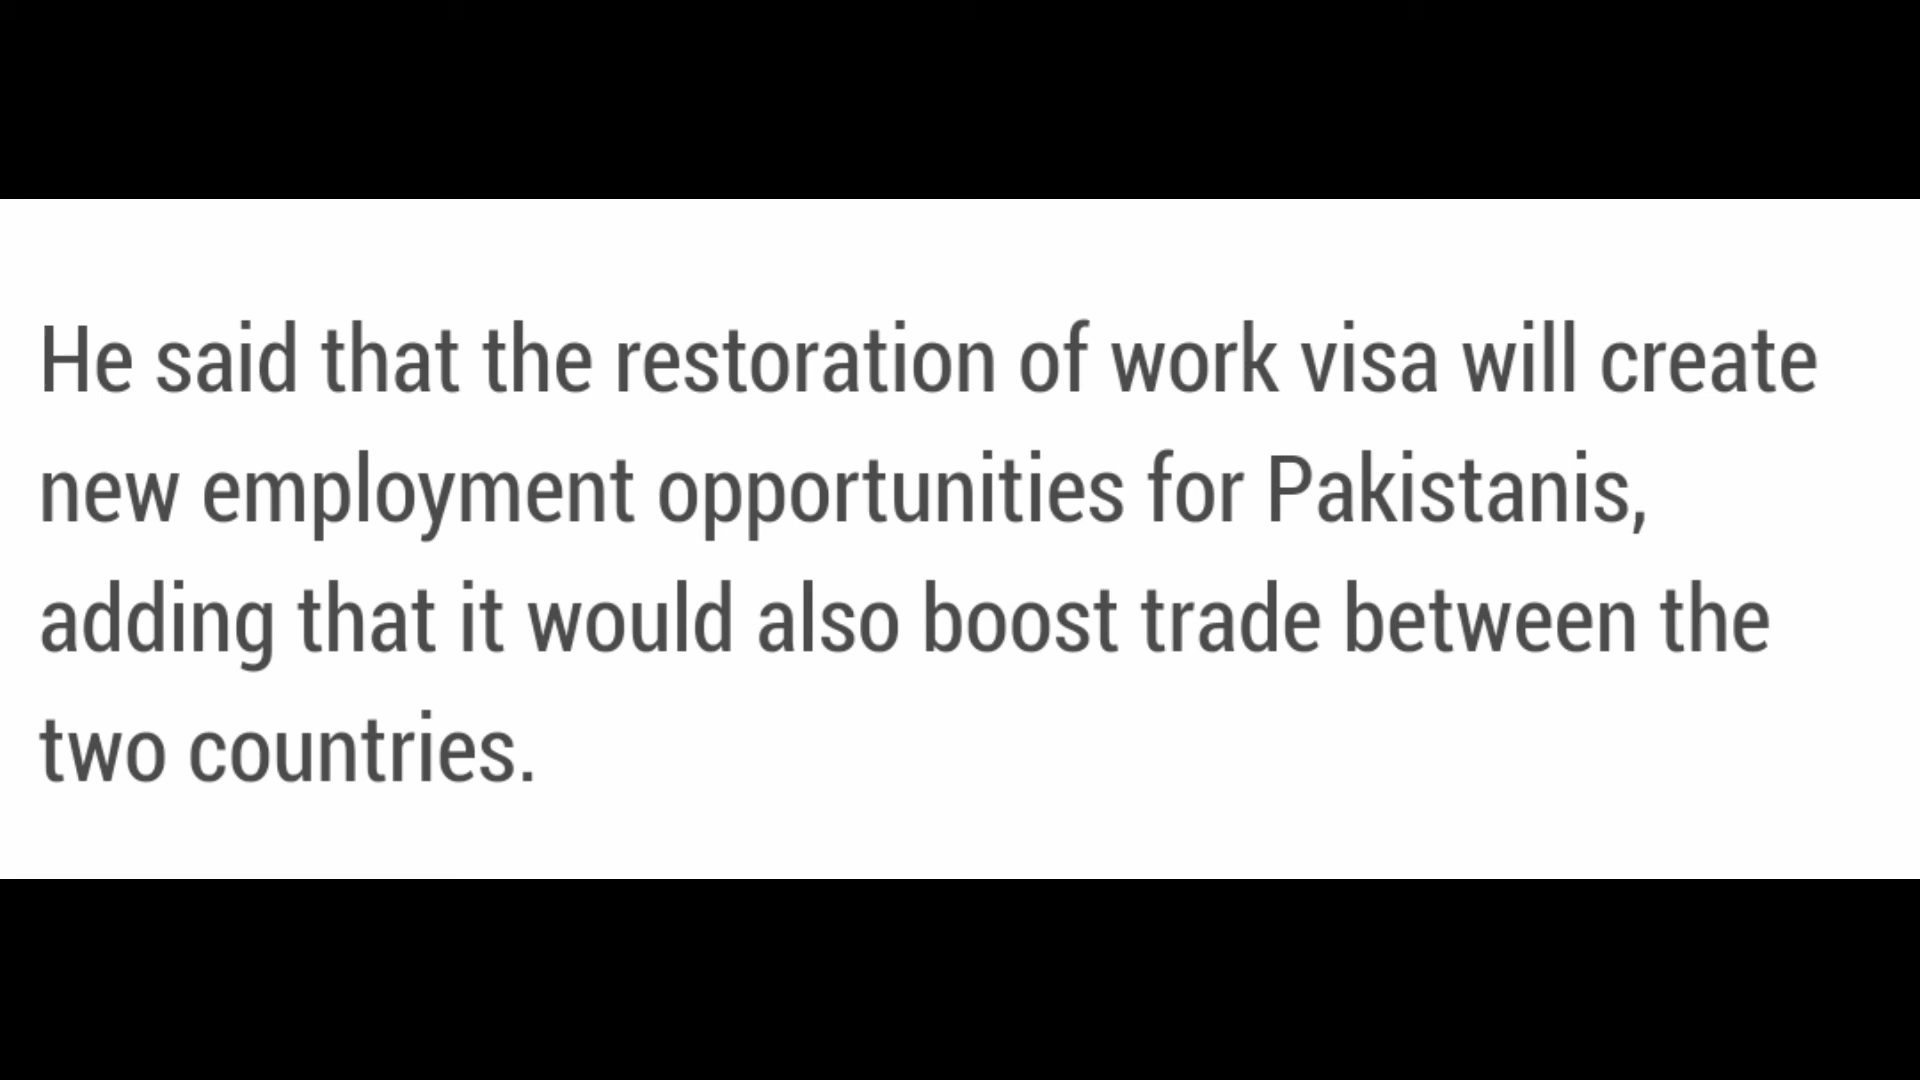 He said that the restoration of work visa will create
new employment opportunities for Pakistanis,
adding that it would also boost trade between the
two countries.